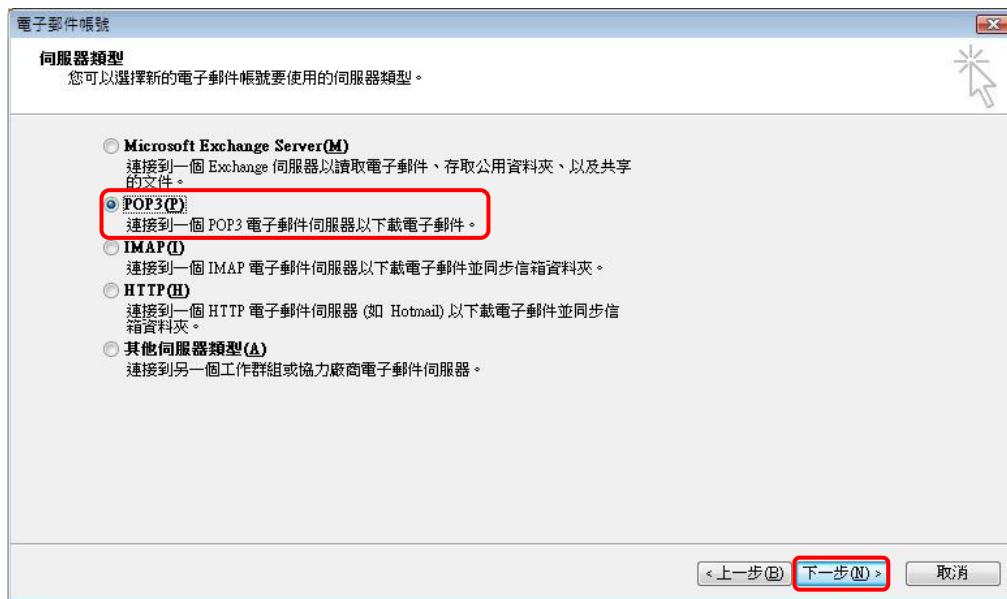 電子郵件帳號
伺服器類型
您可以選擇新的電子郵件帳號要使用的伺服器類型。
Microsoft Exchange Server(M)
連接到一個 Exchange 伺服器以讀取電子郵件、存取公用資料夾、以及共享
的文件。
POP3(P)
連接到一個 POP3 電子郵件伺服器以下載電子郵件。
IMAP(I)
連接到一個 IMAP 電子郵件伺服器以下載電子郵件並同步信箱資料夾。
HTTP(H)
連接到一個 HTTP 電子郵件伺服器 (如 Hotmail) 以下載電子郵件並同步信
箱資料夾。
其他伺服器類型(A)
連接到另一個工作群組或協力廠商電子郵件伺服器。
<上一步(B) 下一步(N)> 取消